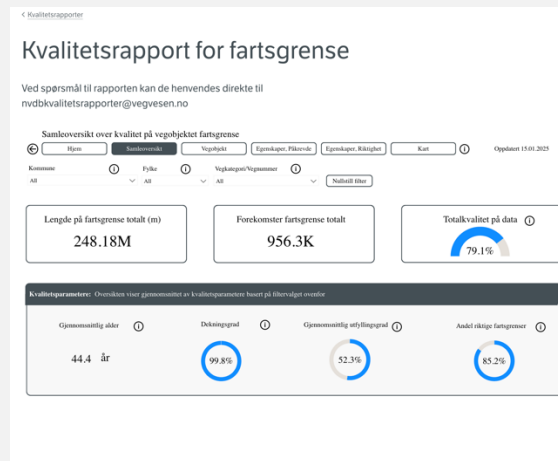 < Kvalitetsrapporter
Kvalitetsrapport for fartsgrense
Ved spørsmål til rapporten kan de henvendes direkte til
nvdbkvalitetsrapporter@vegvesen.no
Samleoversikt over kvalitet på vegobjektet fartsgrense
Hjem Samleoversikt Vegobjekt Egenskaper, Påkrevde Egenskaper, Riktighet Kart Oppdatert 15.01.2025
Kommune Fylke Vegkategori/Vegnummer
All All All Nullstill filter
Lengde på fartsgrense totalt (m) Forekomster fartsgrense totalt Totalkvalitet på data
248.18M 956.3K 79.1%
Kvalitetsparametere: Oversikten viser gjennomsnittet av kvalitetsparametere basert på filtervalget ovenfor
Gjennomsnittlig alder Dekningsgrad Gjennomsnittlig utfyllingsgrad Andel riktige fartsgrenser
44.4 år 99.8% 52.3% 85.2%